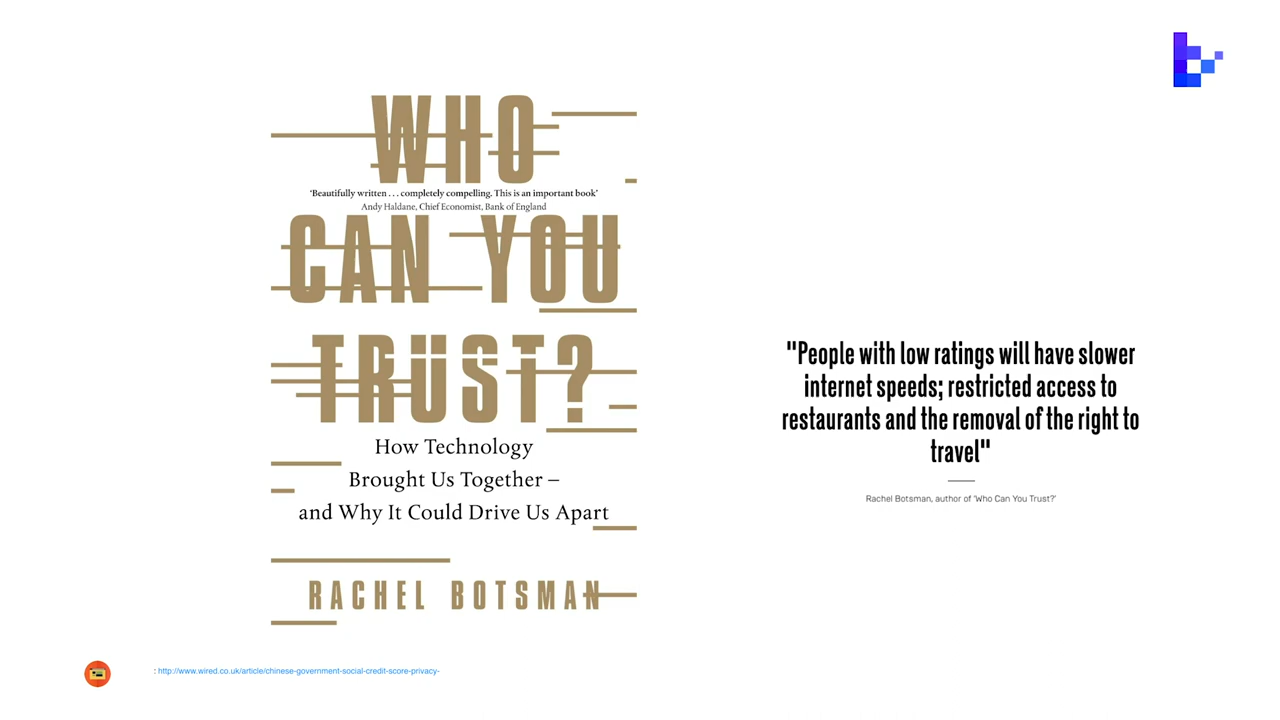 WHO
'Beautifully written . . . completely compelling. This is an important book'
Andy Haldane, Chief Economist, Bank of England
CAN YOU
TRUST?
How Technology
Brought Us Together –
and Why It Could Drive Us Apart
RACHEL BOTSMAN
"People with low ratings will have slower
internet speeds; restricted access to
restaurants and the removal of the right to
travel"
Rachel Botsman, author of 'Who Can You Trust?'
: http://www.wired.co.uk/article/chinese-government-social-credit-score-privacy-